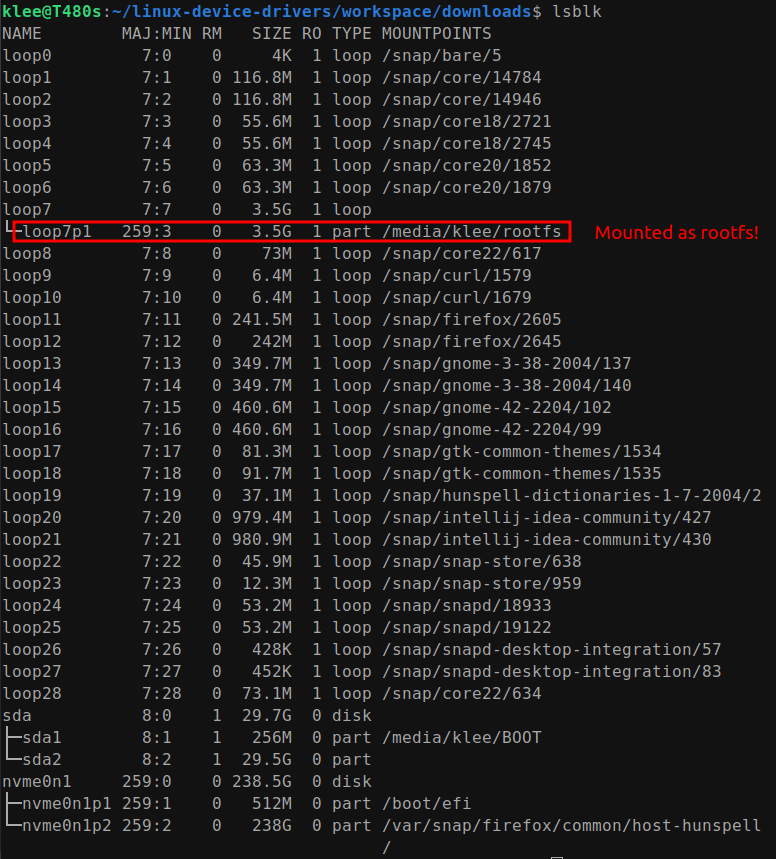 klee@T480s:~/linux-device-drivers/workspace/downloads$ lsblk
NAME        MAJ:MIN RM   SIZE RO TYPE MOUNTPOINTS
loop0         7:0    0     4K  1 loop /snap/bare/5
loop1         7:1    0 116.8M  1 loop /snap/core/14784
loop2         7:2    0 116.8M  1 loop /snap/core/14946
loop3         7:3    0  55.6M  1 loop /snap/core18/2721
loop4         7:4    0  55.6M  1 loop /snap/core18/2745
loop5         7:5    0  63.3M  1 loop /snap/core20/1852
loop6         7:6    0  63.3M  1 loop /snap/core20/1879
loop7         7:7    0   3.5G  1 loop
└─loop7p1   259:3    0   3.5G  1 part /media/klee/rootfs Mounted as rootfs!
loop8         7:8    0    73M  1 loop /snap/core22/617
loop9         7:9    0   6.4M  1 loop /snap/curl/1579
loop10        7:10   0   6.4M  1 loop /snap/curl/1679
loop11        7:11   0 241.5M  1 loop /snap/firefox/2605
loop12        7:12   0   242M  1 loop /snap/firefox/2645
loop13        7:13   0 349.7M  1 loop /snap/gnome-3-38-2004/137
loop14        7:14   0 349.7M  1 loop /snap/gnome-3-38-2004/140
loop15        7:15   0 460.6M  1 loop /snap/gnome-42-2204/102
loop16        7:16   0 460.6M  1 loop /snap/gnome-42-2204/99
loop17        7:17   0  81.3M  1 loop /snap/gtk-common-themes/1534
loop18        7:18   0  91.7M  1 loop /snap/gtk-common-themes/1535
loop19        7:19   0  37.1M  1 loop /snap/hunspell-dictionaries-1-7-2004/2
loop20        7:20   0 979.4M  1 loop /snap/intellij-idea-community/427
loop21        7:21   0 980.9M  1 loop /snap/intellij-idea-community/430
loop22        7:22   0  45.9M  1 loop /snap/snap-store/638
loop23        7:23   0  12.3M  1 loop /snap/snap-store/959
loop24        7:24   0  53.2M  1 loop /snap/snapd/18933
loop25        7:25   0  53.2M  1 loop /snap/snapd/19122
loop26        7:26   0   428K  1 loop /snap/snapd-desktop-integration/57
loop27        7:27   0   452K  1 loop /snap/snapd-desktop-integration/83
loop28        7:28   0  73.1M  1 loop /snap/core22/634
sda           8:0    1  29.7G  0 disk
├─sda1        8:1    1   256M  0 part /media/klee/BOOT
└─sda2        8:2    1  29.5G  0 part
nvme0n1     259:0    0 238.5G  0 disk
├─nvme0n1p1 259:1    0   512M  0 part /boot/efi
└─nvme0n1p2 259:2    0   238G  0 part /var/snap/firefox/common/host-hunspell
                                      /